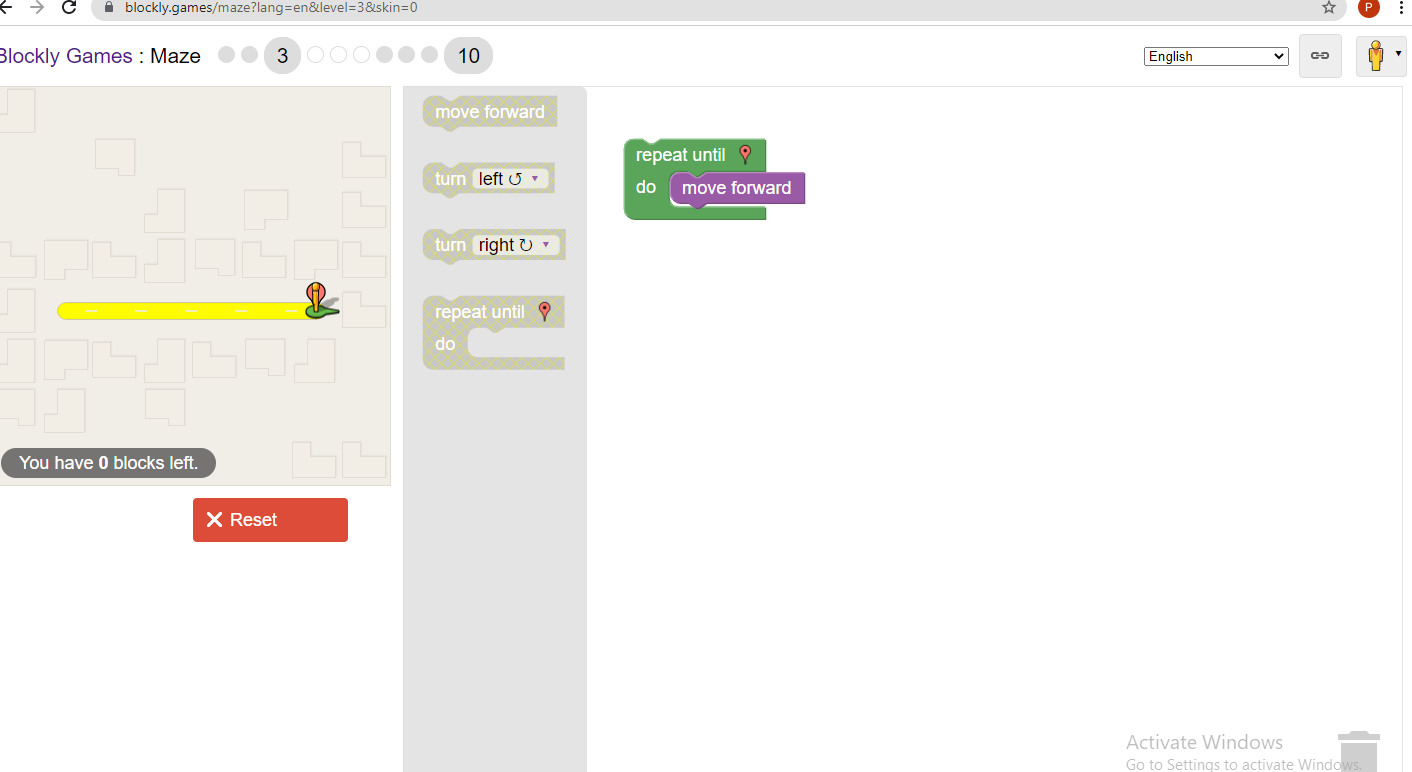 blockly.games/maze?lang=en&level=3&skin=0
P
Blockly Games : Maze 3 10
English
move forward
turn left ↺ ▼
turn right ↻ ▼
repeat until
do
repeat until
do move forward
You have 0 blocks left.
Reset
Activate Windows
Go to Settings to activate Windows.